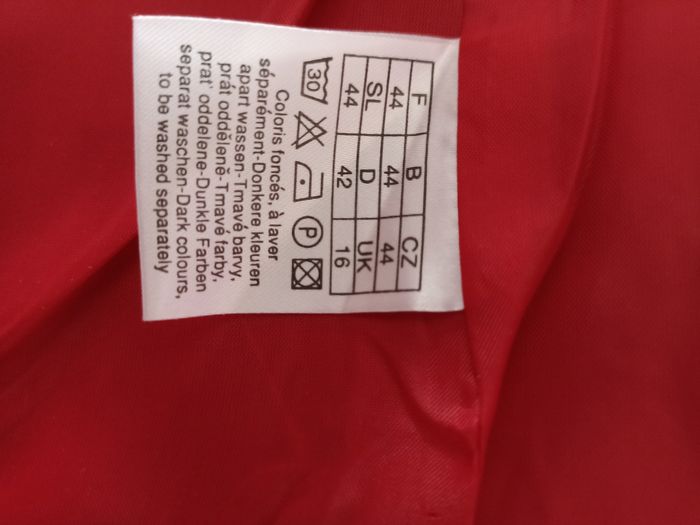 F B CZ
44 44 44
SL D UK
44 42 16
30 P
Coloris foncés, à laver
séparément-Donkere kleuren
apart wassen-Tmavé barvy,
prát odděleně-Tmavé farby,
prať oddelene-Dunkle Farben
separat waschen-Dark colours,
to be washed separately